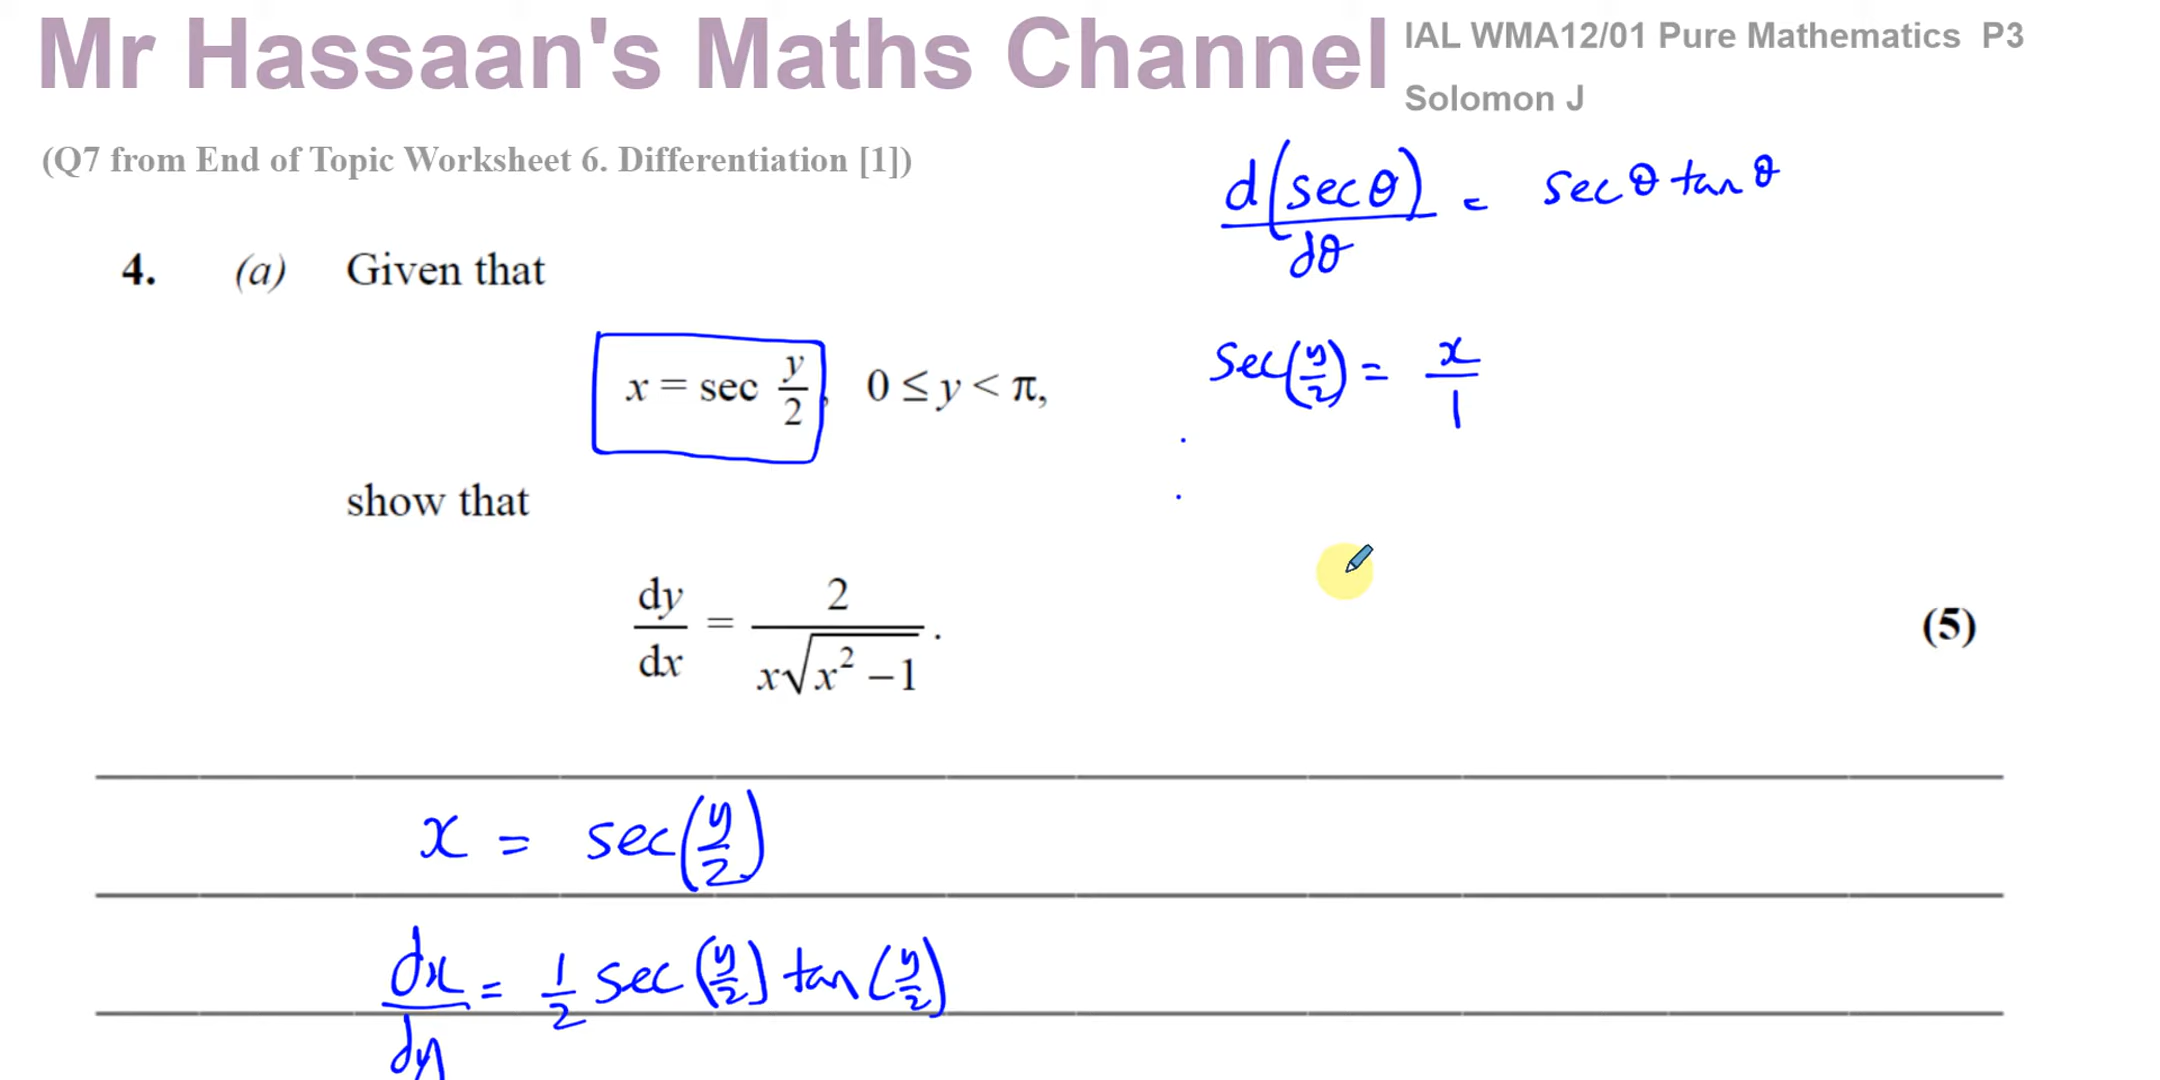 Mr Hassaan's Maths Channel
IAL WMA12/01 Pure Mathematics P3
Solomon J
(Q7 from End of Topic Worksheet 6. Differentiation [1])
d(secθ)/dθ = secθ tanθ
4. (a) Given that
x = sec y/2, 0 ≤ y < π,
sec(y/2) = x/1
show that
dy/dx = 2/(x√(x² − 1)).
(5)
x = sec(y/2)
dx/dy = 1/2 sec(y/2) tan(y/2)